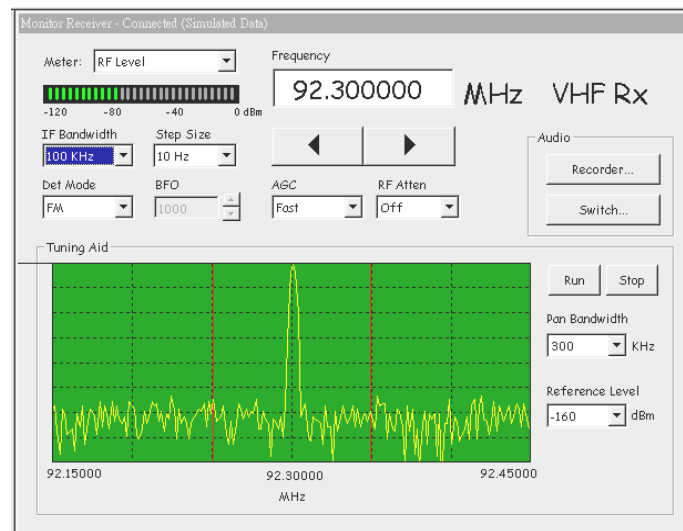 Monitor Receiver - Connected (Simulated Data)
Meter: RF Level
-120 -80 -40 0 dBm
Frequency
92.300000 MHz VHF Rx
IF Bandwidth Step Size
100 KHz 10 Hz
Det Mode BFO AGC RF Atten
FM 1000 Fast Off
Audio
Recorder...
Switch...
Tuning Aid
Run Stop
Pan Bandwidth
300 KHz
Reference Level
-160 dBm
92.15000 92.30000 92.45000
MHz